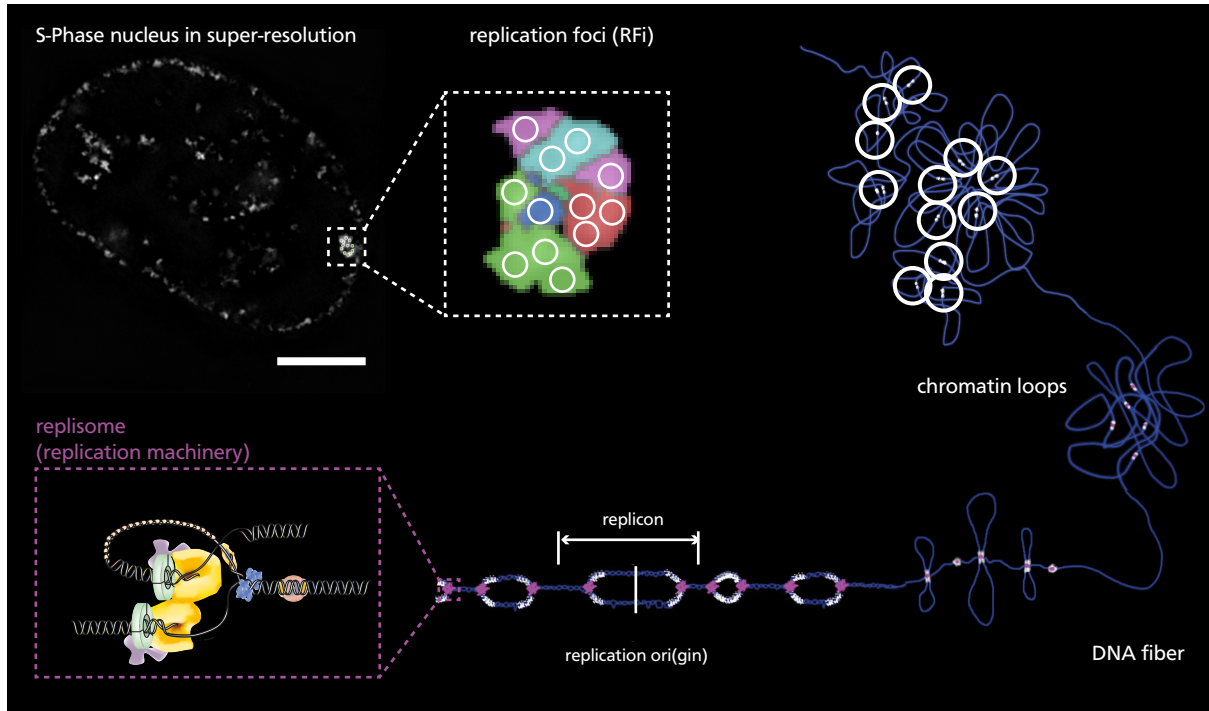 S-Phase nucleus in super-resolution
replication foci (RFi)
chromatin loops
replisome
(replication machinery)
replicon
replication ori(gin)
DNA fiber